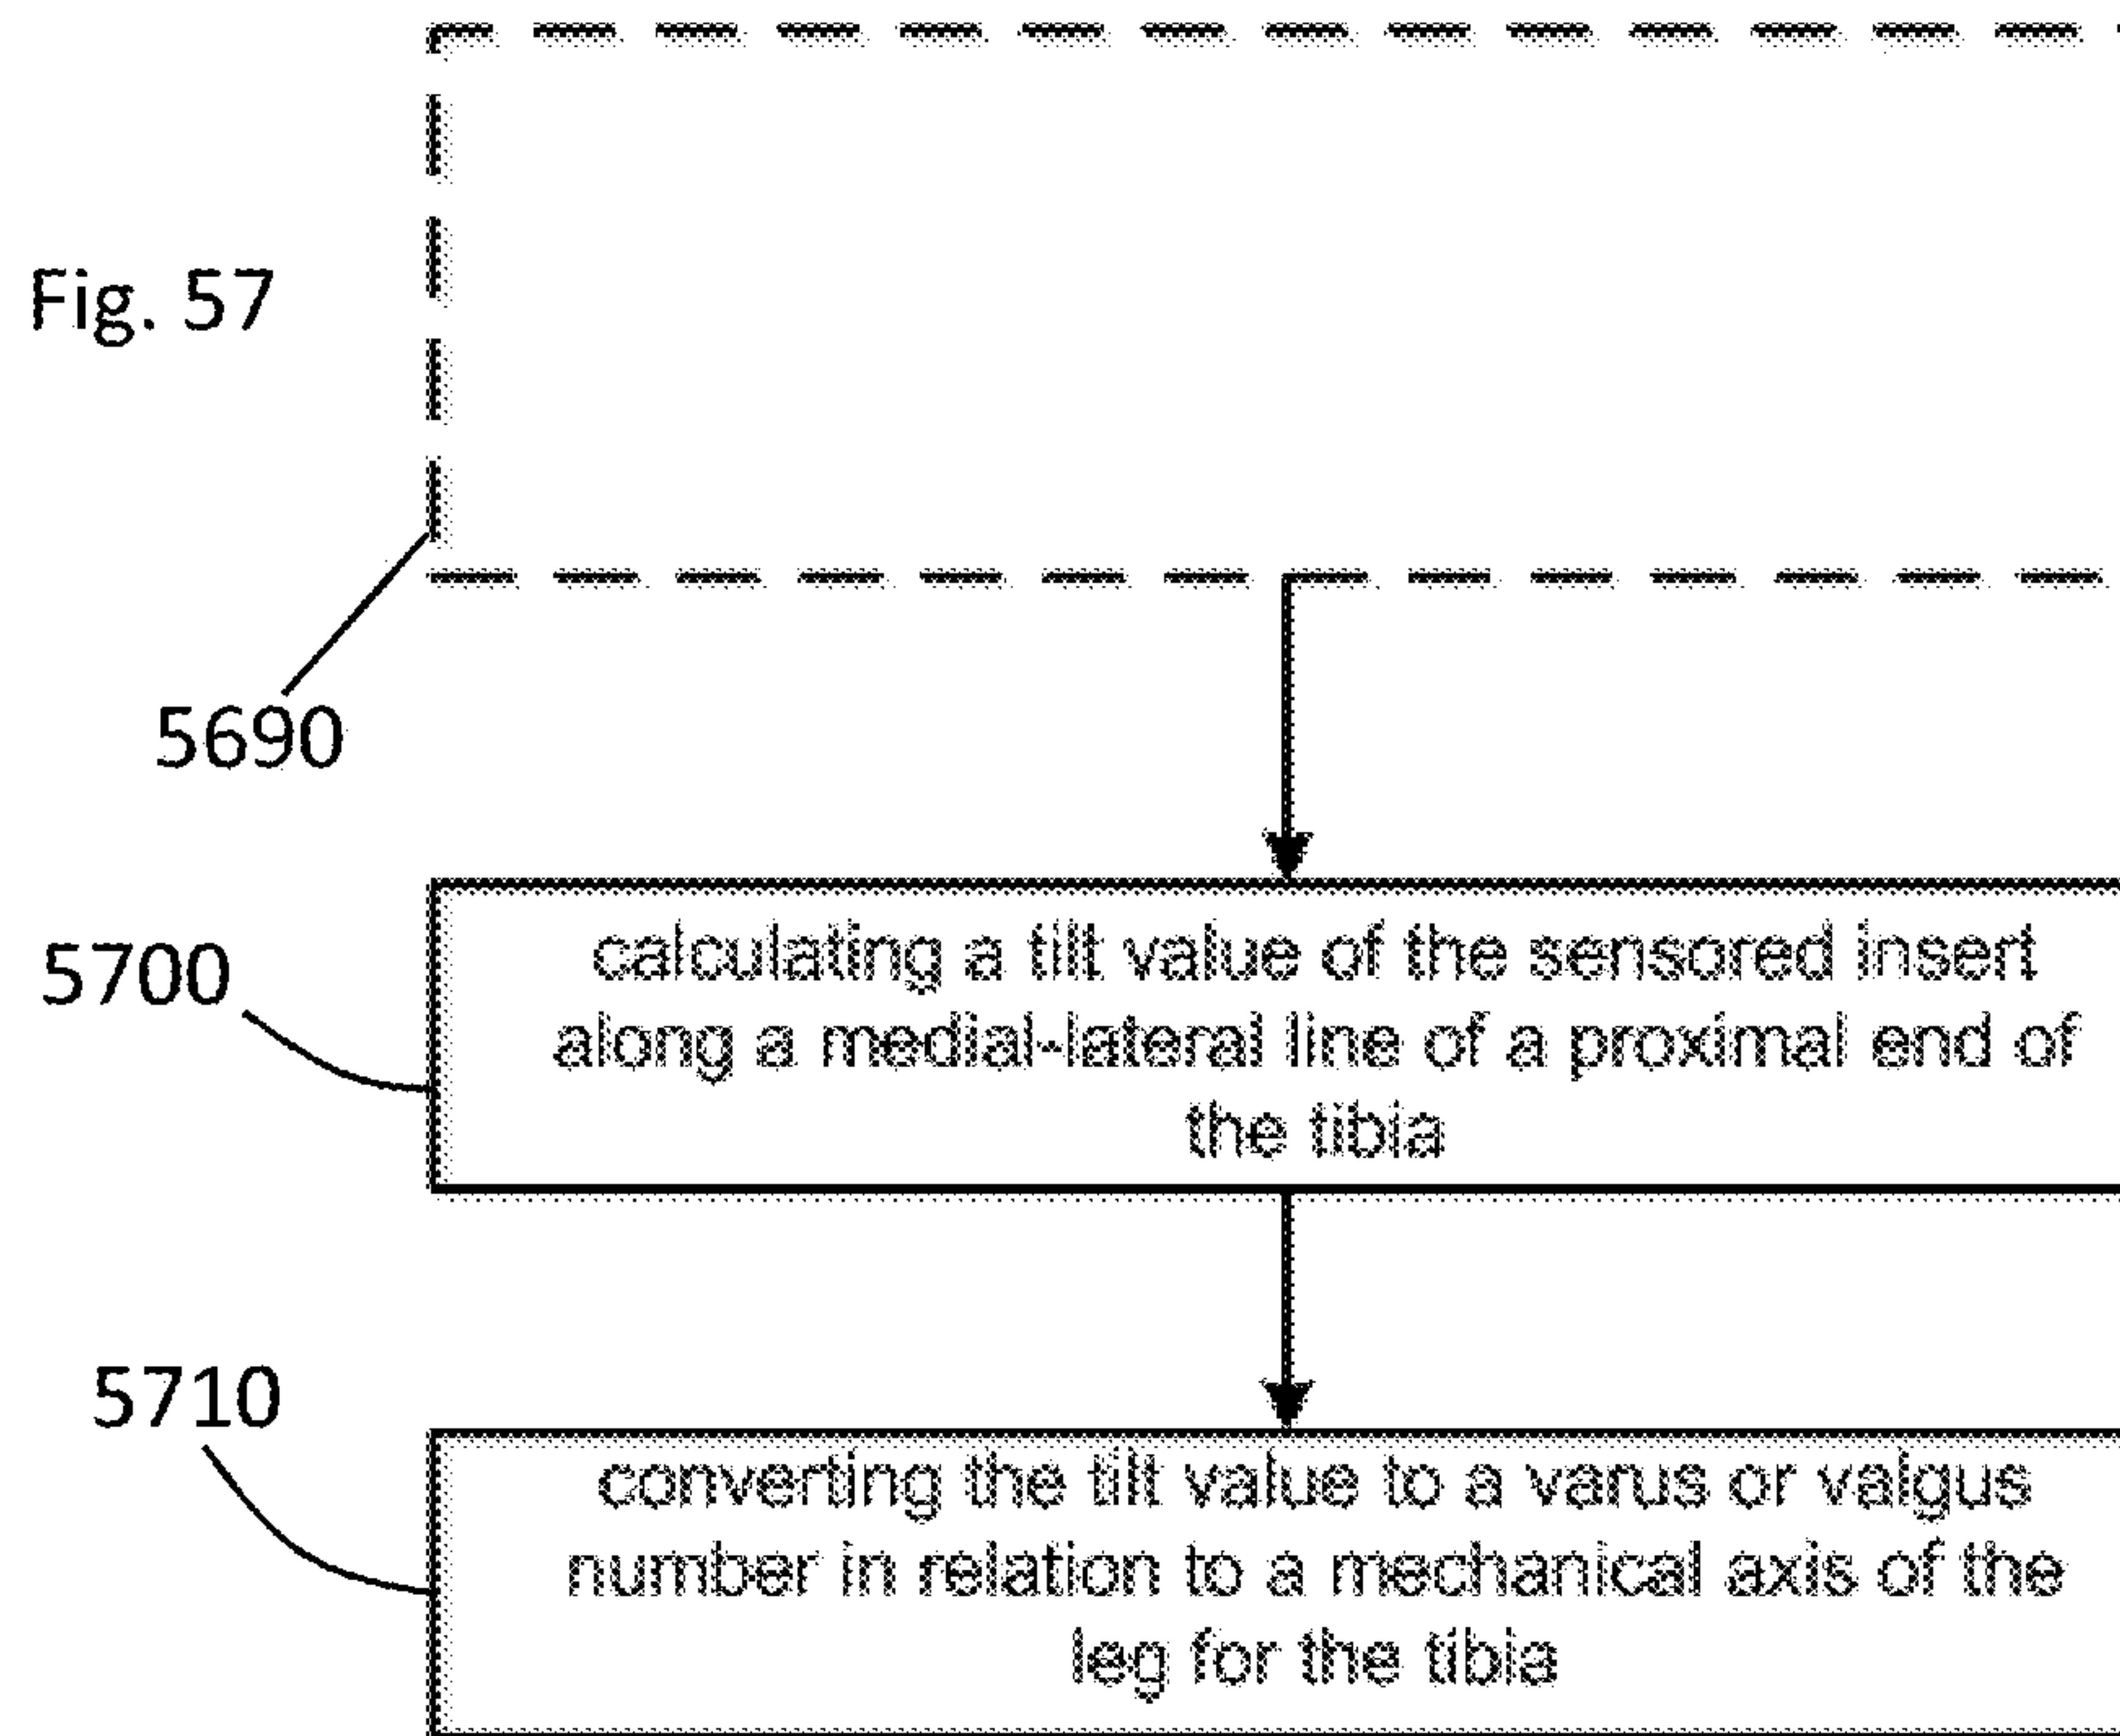 Fig. 57
5690
5700
calculating a tilt value of the sensored insert
along a medial-lateral line of a proximal end of
the tibia
5710
converting the tilt value to a varus or valgus
number in relation to a mechanical axis of the
leg for the tibia